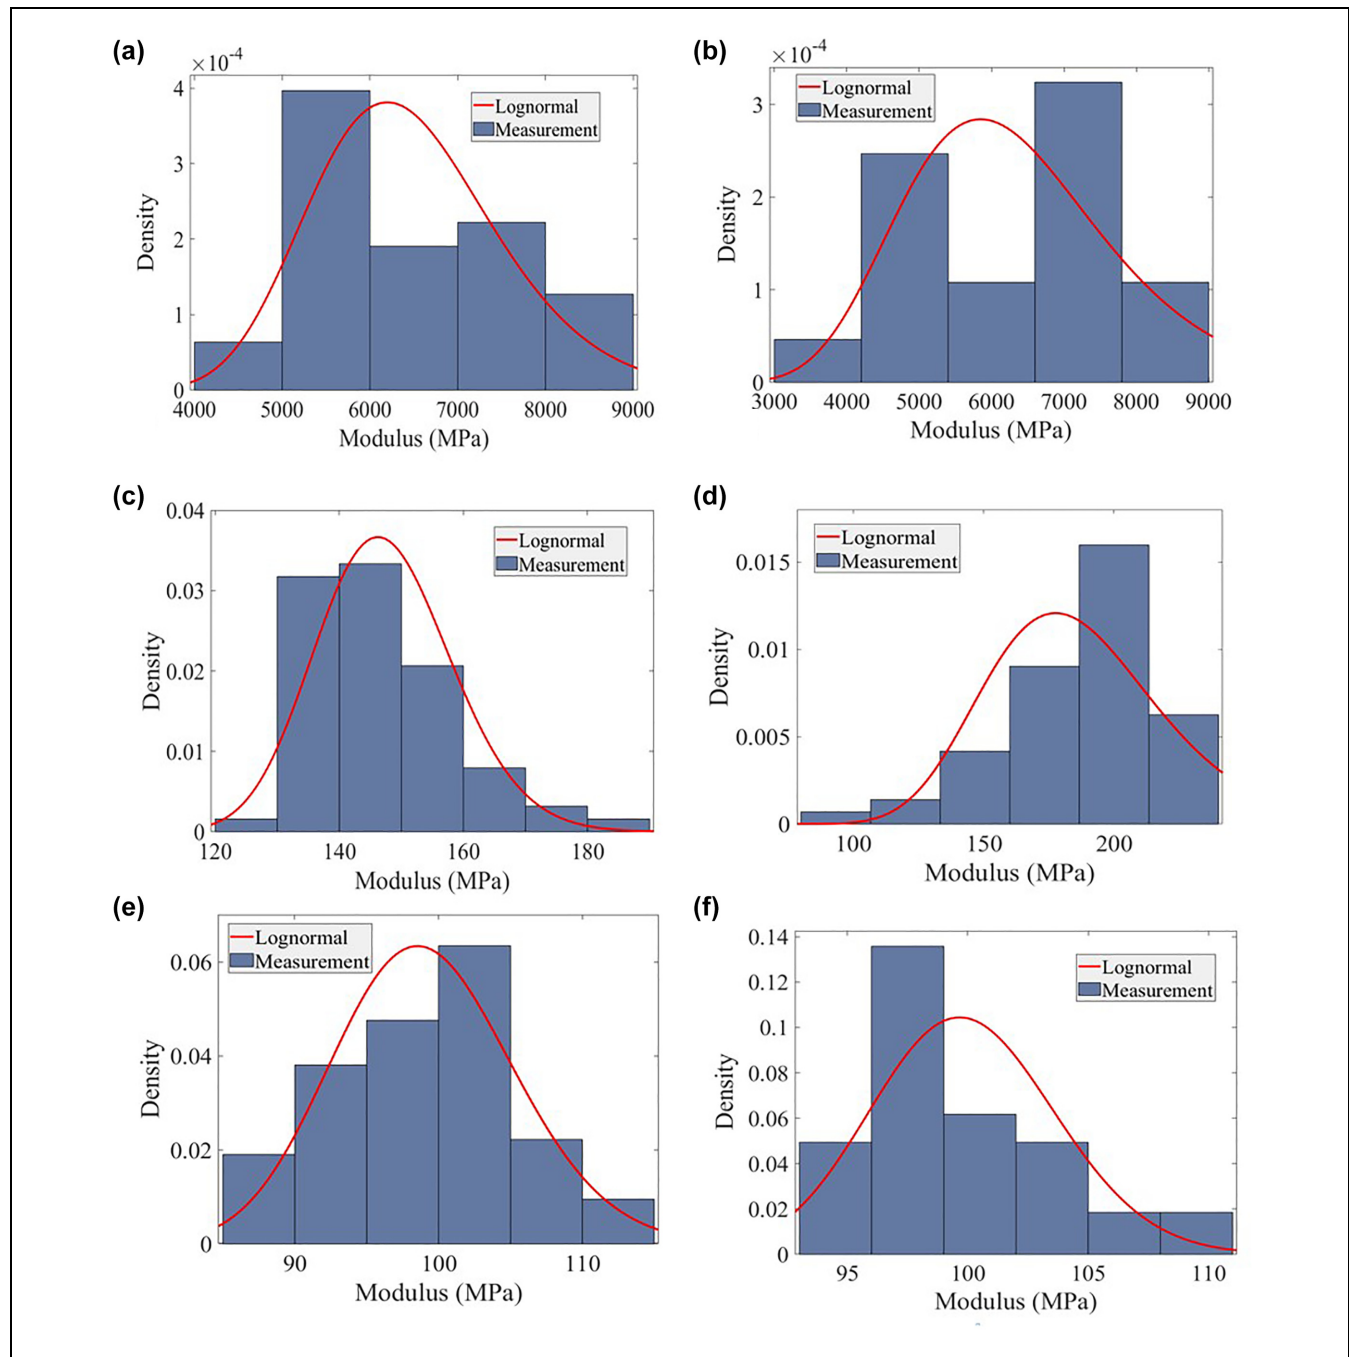 (a)
×10⁻⁴
4
3
2
1
0
Density
Lognormal
Measurement
4000 5000 6000 7000 8000 9000
Modulus (MPa)
(b)
×10⁻⁴
3
2
1
0
Density
Lognormal
Measurement
3000 4000 5000 6000 7000 8000 9000
Modulus (MPa)
(c)
0.04
0.03
0.02
0.01
0
Density
Lognormal
Measurement
120 140 160 180
Modulus (MPa)
(d)
0.015
0.01
0.005
0
Density
Lognormal
Measurement
100 150 200
Modulus (MPa)
(e)
0.06
0.04
0.02
0
Density
Lognormal
Measurement
90 100 110
Modulus (MPa)
(f)
0.14
0.12
0.1
0.08
0.06
0.04
0.02
0
Density
Lognormal
Measurement
95 100 105 110
Modulus (MPa)